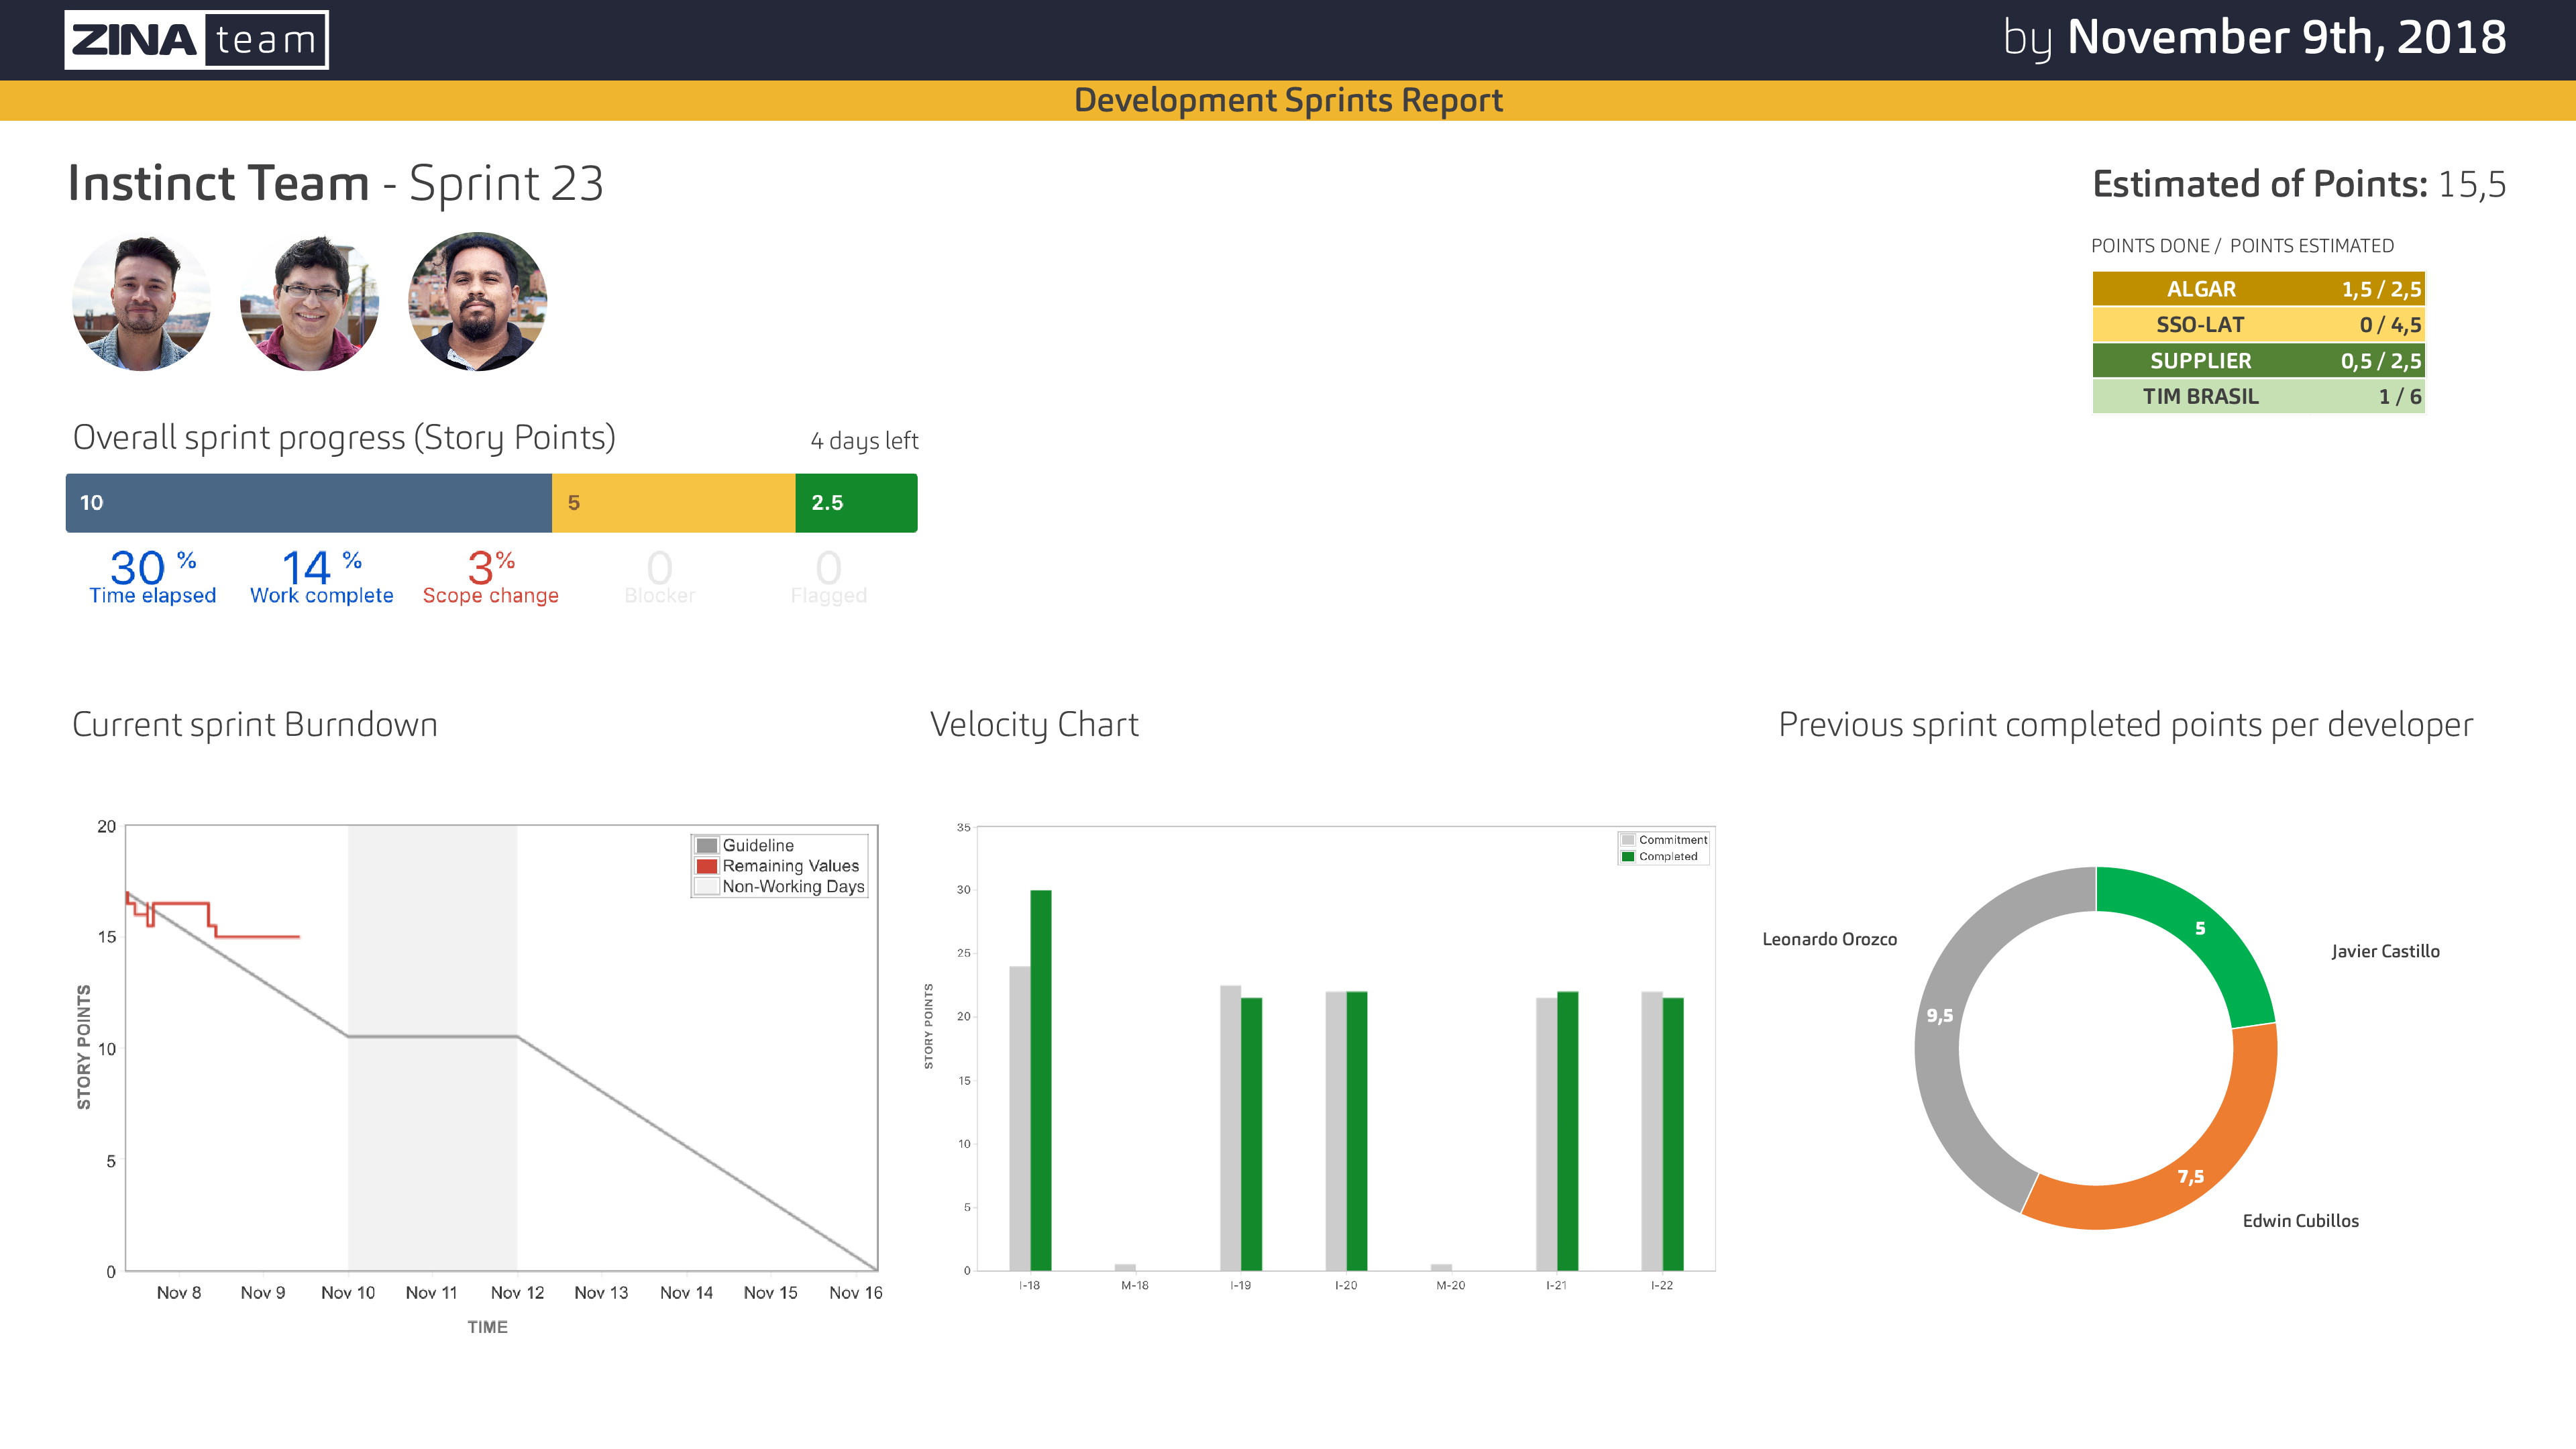 ZINA team
by November 9th, 2018
Development Sprints Report
Instinct Team - Sprint 23
Estimated of Points: 15,5
POINTS DONE / POINTS ESTIMATED
ALGAR 1,5 / 2,5
SSO-LAT 0 / 4,5
SUPPLIER 0,5 / 2,5
TIM BRASIL 1 / 6
Overall sprint progress (Story Points)
4 days left
10 5 2.5
30 % 14 % 3% 0 0
Time elapsed Work complete Scope change Blocker Flagged
Current sprint Burndown
20
15
10
5
0
STORY POINTS
Guideline
Remaining Values
Non-Working Days
Nov 8 Nov 9 Nov 10 Nov 11 Nov 12 Nov 13 Nov 14 Nov 15 Nov 16
TIME
Velocity Chart
35
30
25
20
15
10
5
0
STORY POINTS
Commitment
Completed
I-18 M-18 I-19 I-20 M-20 I-21 I-22
Previous sprint completed points per developer
5
Leonardo Orozco
Javier Castillo
9,5
7,5
Edwin Cubillos